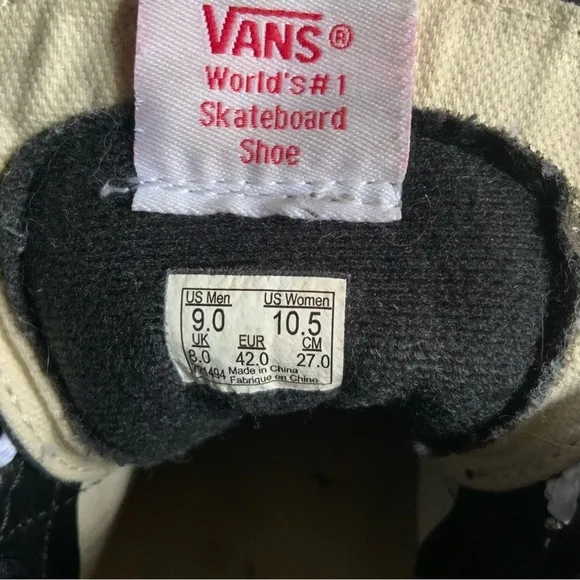 VANS®
World's #1
Skateboard
Shoe
US Men US Women
9.0 10.5
UK EUR CM
8.0 42.0 27.0
Made in China
Fabrique en Chine